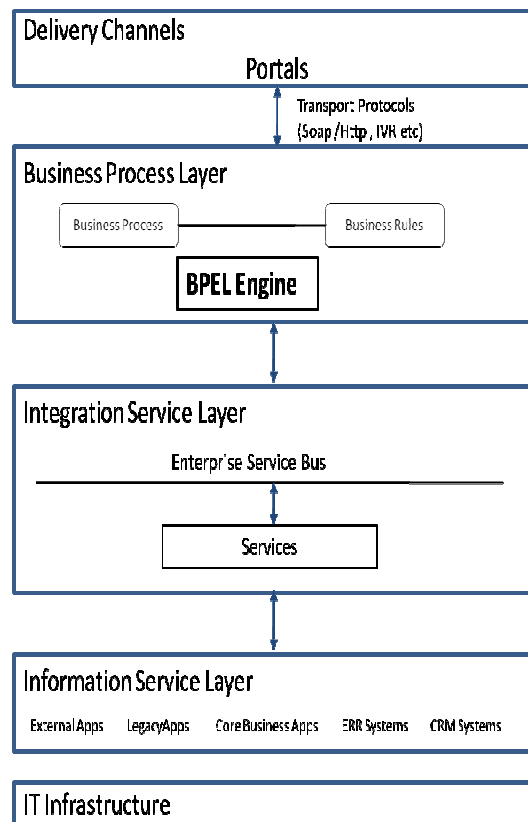 Delivery Channels
Portals
Transport Protocols
(Soap /Http , IVR etc)
Business Process Layer
Business Process
Business Rules
BPEL Engine
Integration Service Layer
Enterpr'se Service Bus
Services
Information Service Layer
External Apps LegacyApps Core Business Apps ERR Systems CRM Systems
IT Infrastructure